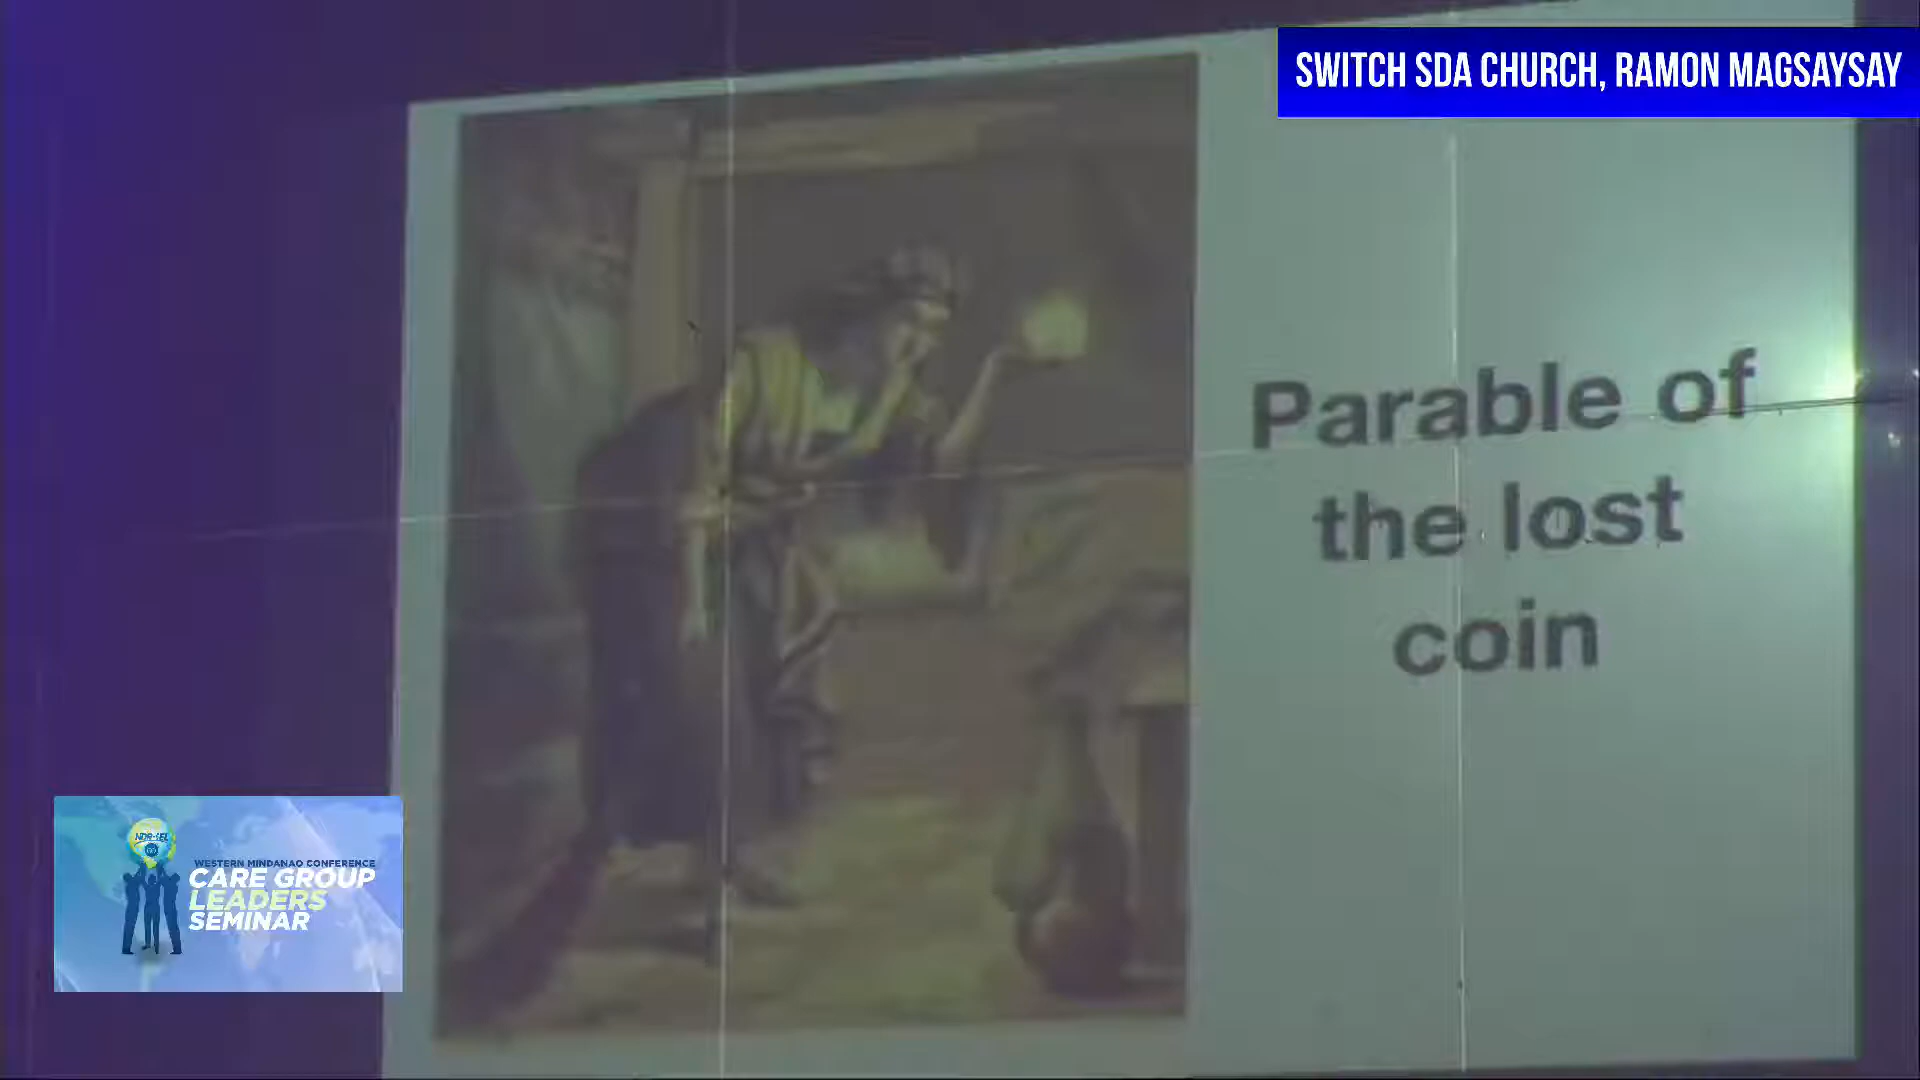 SWITCH SDA CHURCH, RAMON MAGSAYSAY
Parable of
the lost
coin
WESTERN MINDANAO CONFERENCE
CARE GROUP
LEADERS
SEMINAR